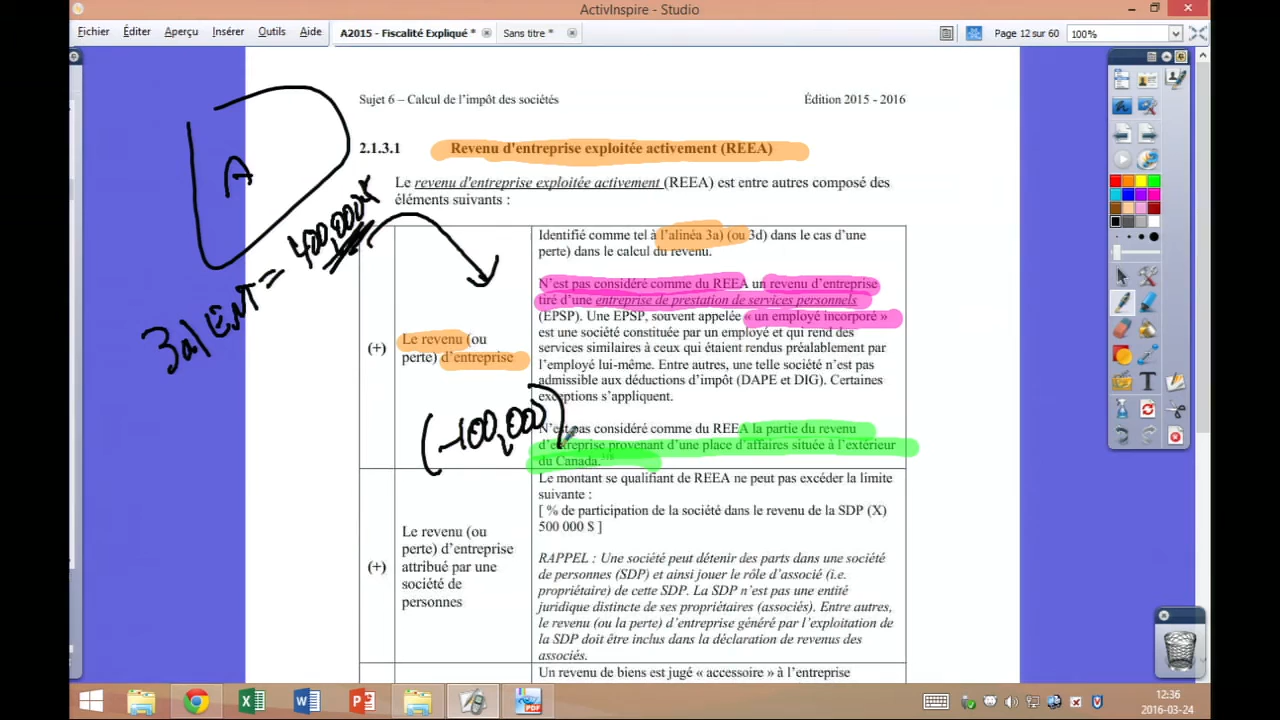 ActivInspire - Studio
Fichier Éditer Aperçu Insérer Outils Aide
A2015 - Fiscalité Expliqué *
Sans titre *
Page 12 sur 60
100%
Sujet 6 – Calcul de l'impôt des sociétés
Édition 2015 - 2016
2.1.3.1 Revenu d'entreprise exploitée activement (REEA)
Le revenu d'entreprise exploitée activement (REEA) est entre autres composé des
éléments suivants :
A
3a) ENT = 400,000
(+)
Le revenu (ou
perte) d'entreprise
(-100,000)
Identifié comme tel à l'alinéa 3a) (ou 3d) dans le cas d'une
perte) dans le calcul du revenu.
N'est pas considéré comme du REEA un revenu d'entreprise
tiré d'une entreprise de prestation de services personnels
(EPSP). Une EPSP, souvent appelée « un employé incorporé »
est une société constituée par un employé et qui rend des
services similaires à ceux qui étaient rendus préalablement par
l'employé lui-même. Entre autres, une telle société n'est pas
admissible aux déductions d'impôt (DAPE et DIG). Certaines
exceptions s'appliquent.
N'est pas considéré comme du REEA la partie du revenu
d'entreprise provenant d'une place d'affaires située à l'extérieur
du Canada.
(+)
Le revenu (ou
perte) d'entreprise
attribué par une
société de
personnes
Le montant se qualifiant de REEA ne peut pas excéder la limite
suivante :
[ % de participation de la société dans le revenu de la SDP (X)
500 000 $ ]
RAPPEL : Une société peut détenir des parts dans une société
de personnes (SDP) et ainsi jouer le rôle d'associé (i.e.
propriétaire) de cette SDP. La SDP n'est pas une entité
juridique distincte de ses propriétaires (associés). Entre autres,
le revenu (ou la perte) d'entreprise généré par l'exploitation de
la SDP doit être inclus dans la déclaration de revenus des
associés.
Un revenu de biens est jugé « accessoire » à l'entreprise
12:36
2016-03-24